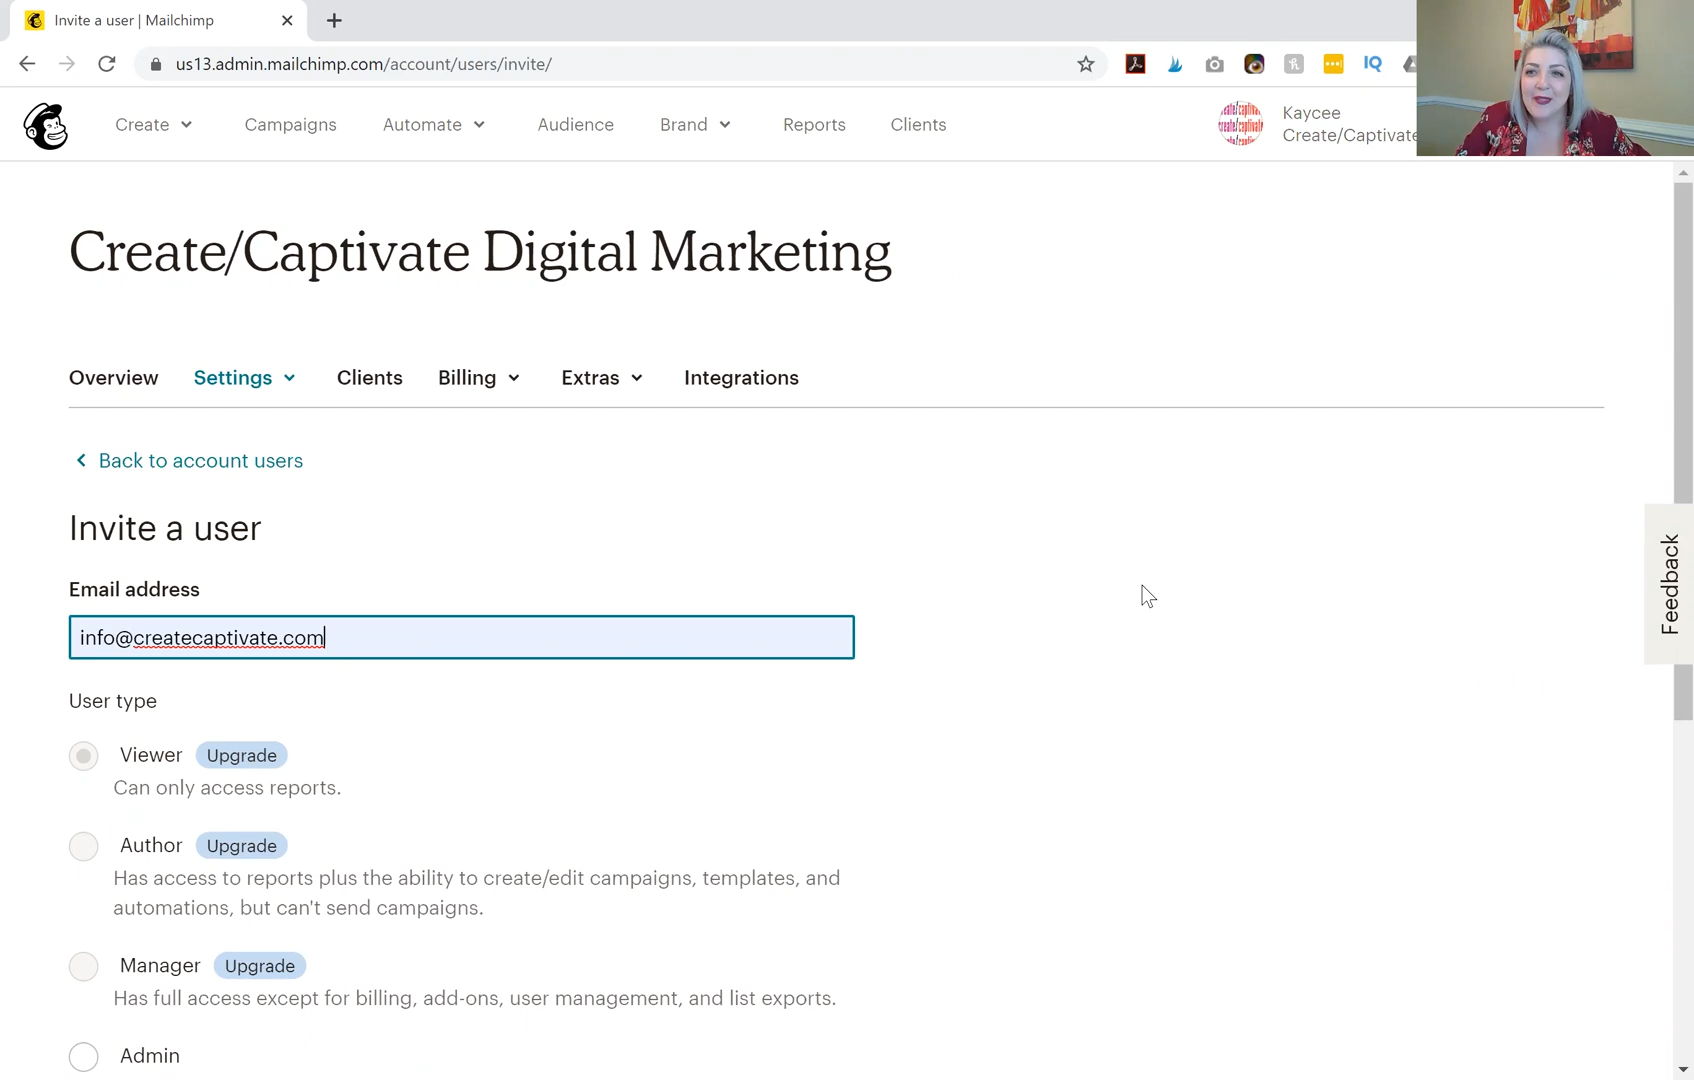 Invite a user | Mailchimp
us13.admin.mailchimp.com/account/users/invite/
IQ
Create
Campaigns
Automate
Audience
Brand
Reports
Clients
Kaycee
Create/Captivate
Create/Captivate Digital Marketing
Overview
Settings
Clients
Billing
Extras
Integrations
Back to account users
Invite a user
Email address
info@createcaptivate.com
User type
Viewer Upgrade
Can only access reports.
Author Upgrade
Has access to reports plus the ability to create/edit campaigns, templates, and
automations, but can't send campaigns.
Manager Upgrade
Has full access except for billing, add-ons, user management, and list exports.
Admin
Feedback